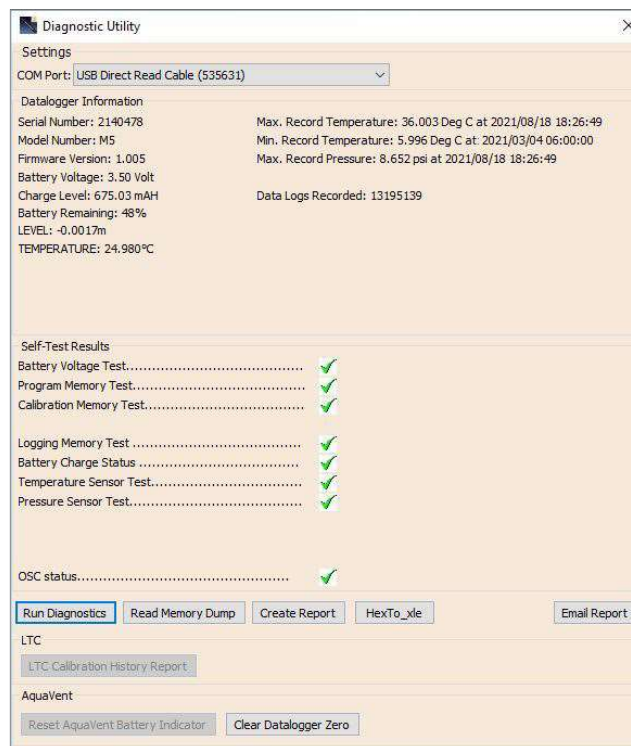 Diagnostic Utility
Settings
COM Port: USB Direct Read Cable (535631)
Datalogger Information
Serial Number: 2140478
Max. Record Temperature: 36.003 Deg C at 2021/08/18 18:26:49
Model Number: M5
Min. Record Temperature: 5.996 Deg C at: 2021/03/04 06:00:00
Firmware Version: 1.005
Max. Record Pressure: 8.652 psi at 2021/08/18 18:26:49
Battery Voltage: 3.50 Volt
Charge Level: 675.03 mAH
Data Logs Recorded: 13195139
Battery Remaining: 48%
LEVEL: -0.0017m
TEMPERATURE: 24.980°C
Self-Test Results
Battery Voltage Test............................................
Program Memory Test...........................................
Calibration Memory Test........................................
Logging Memory Test ..........................................
Battery Charge Status ........................................
Temperature Sensor Test.....................................
Pressure Sensor Test...........................................
OSC status....................................................
Run Diagnostics
Read Memory Dump
Create Report
HexTo_xle
Email Report
LTC
LTC Calibration History Report
AquaVent
Reset AquaVent Battery Indicator
Clear Datalogger Zero